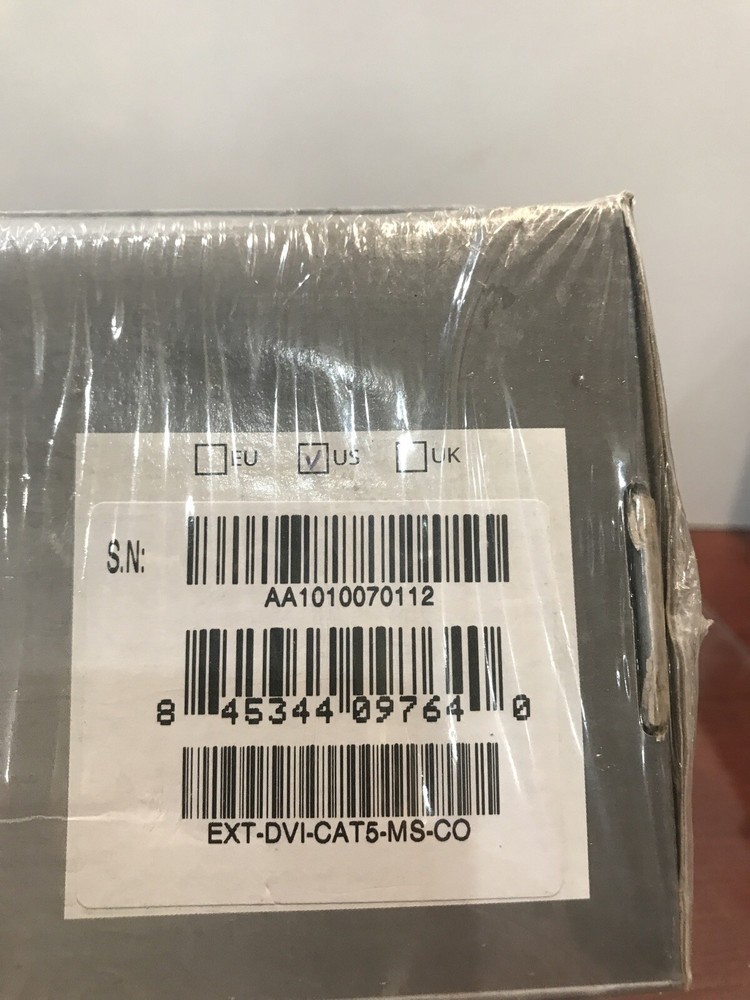 EU US UK
S.N:
AA1010070112
8 45344 09764 0
EXT-DVI-CAT5-MS-CO